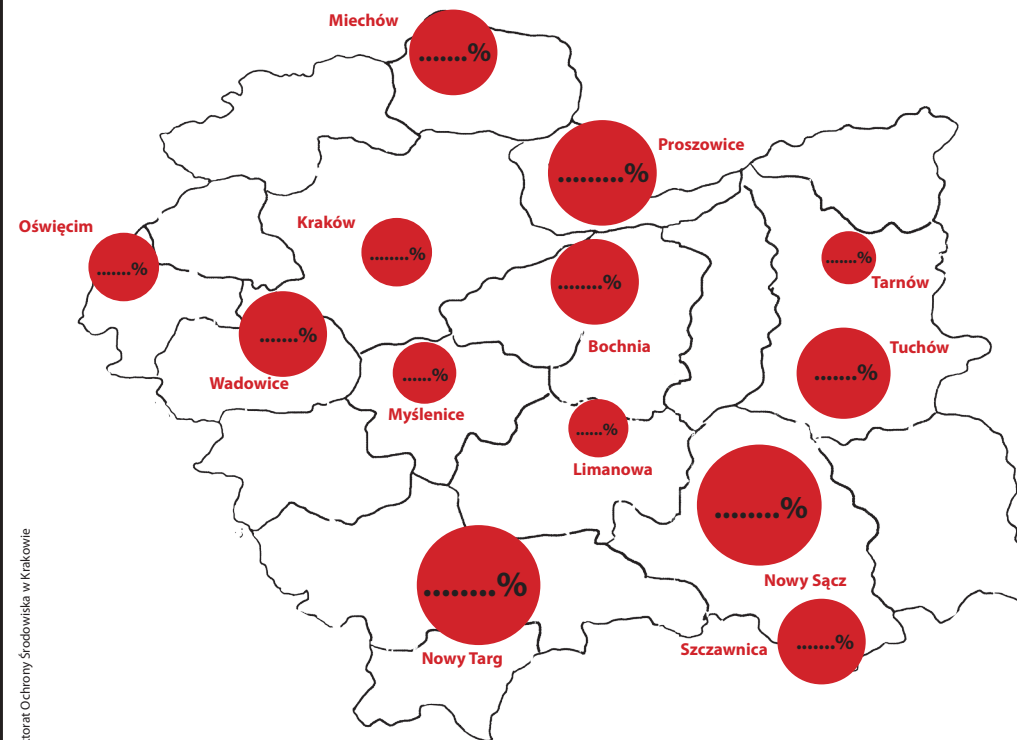 Miechów
.......%
Proszowice
.........%
Oświęcim
.......%
Kraków
........%
........%
Bochnia
.......%
Tarnów
.......%
Wadowice
......%
Myślenice
.......%
Tuchów
......%
Limanowa
........%
Nowy Sącz
........%
Nowy Targ
.......%
Szczawnica
torat Ochrony Środowiska w Krakowie